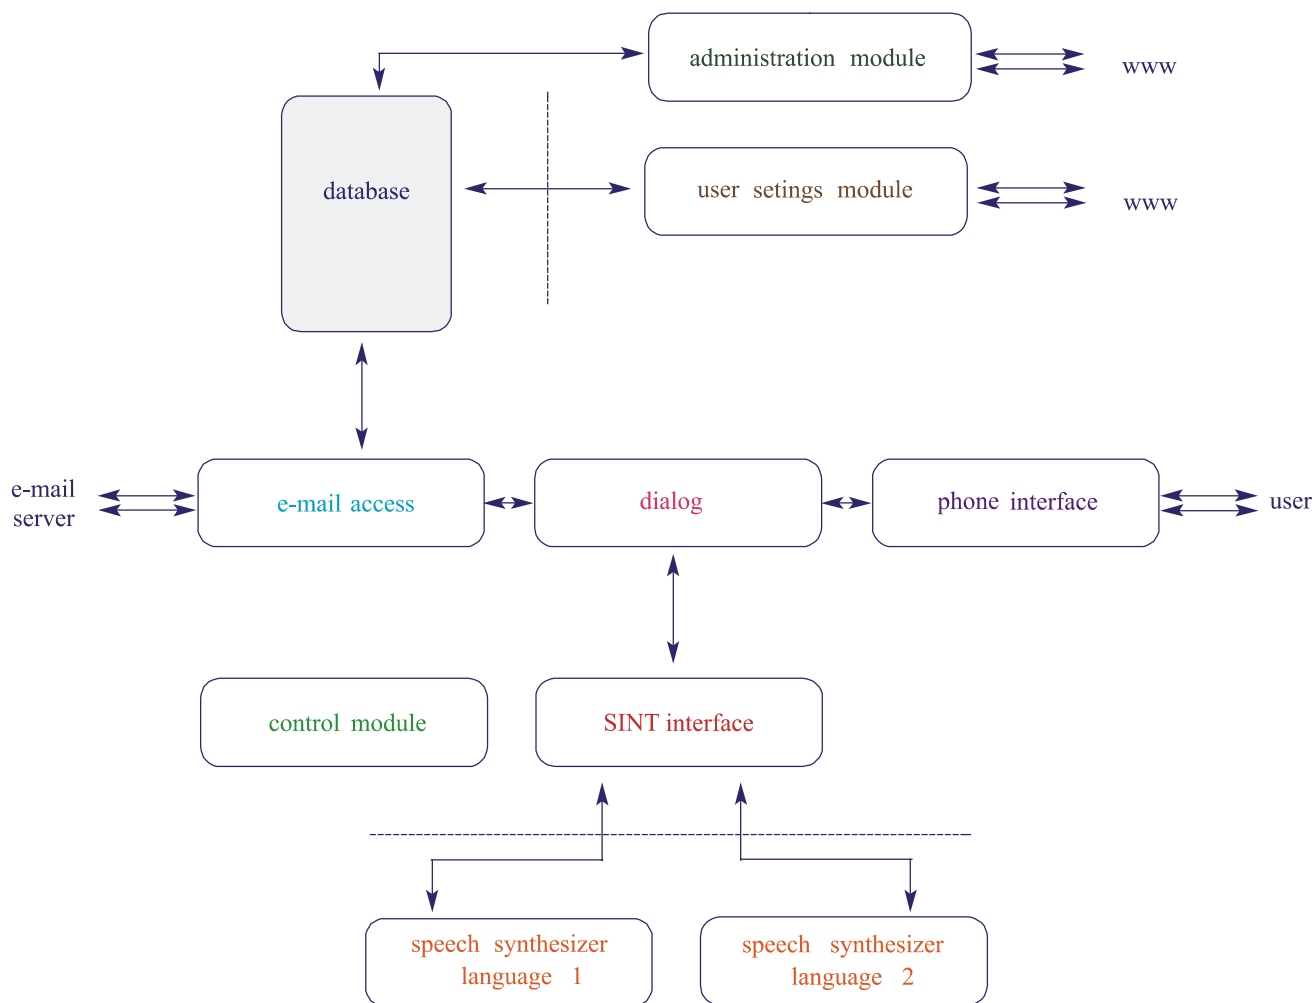 administration module
www
database
user setings module
www
e-mail
server
e-mail access
dialog
phone interface
user
control module
SINT interface
speech synthesizer
language 1
speech synthesizer
language 2